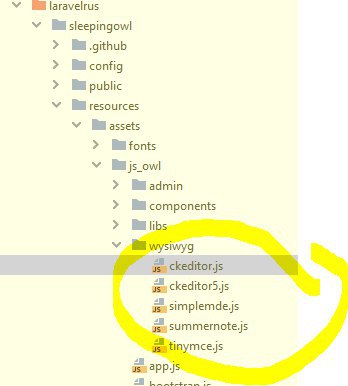 laravelrus
sleepingowl
.github
config
public
resources
assets
fonts
js_owl
admin
components
libs
wysiwyg
ckeditor.js
ckeditor5.js
simplemde.js
summernote.js
tinymce.js
app.js
bootstrap.js